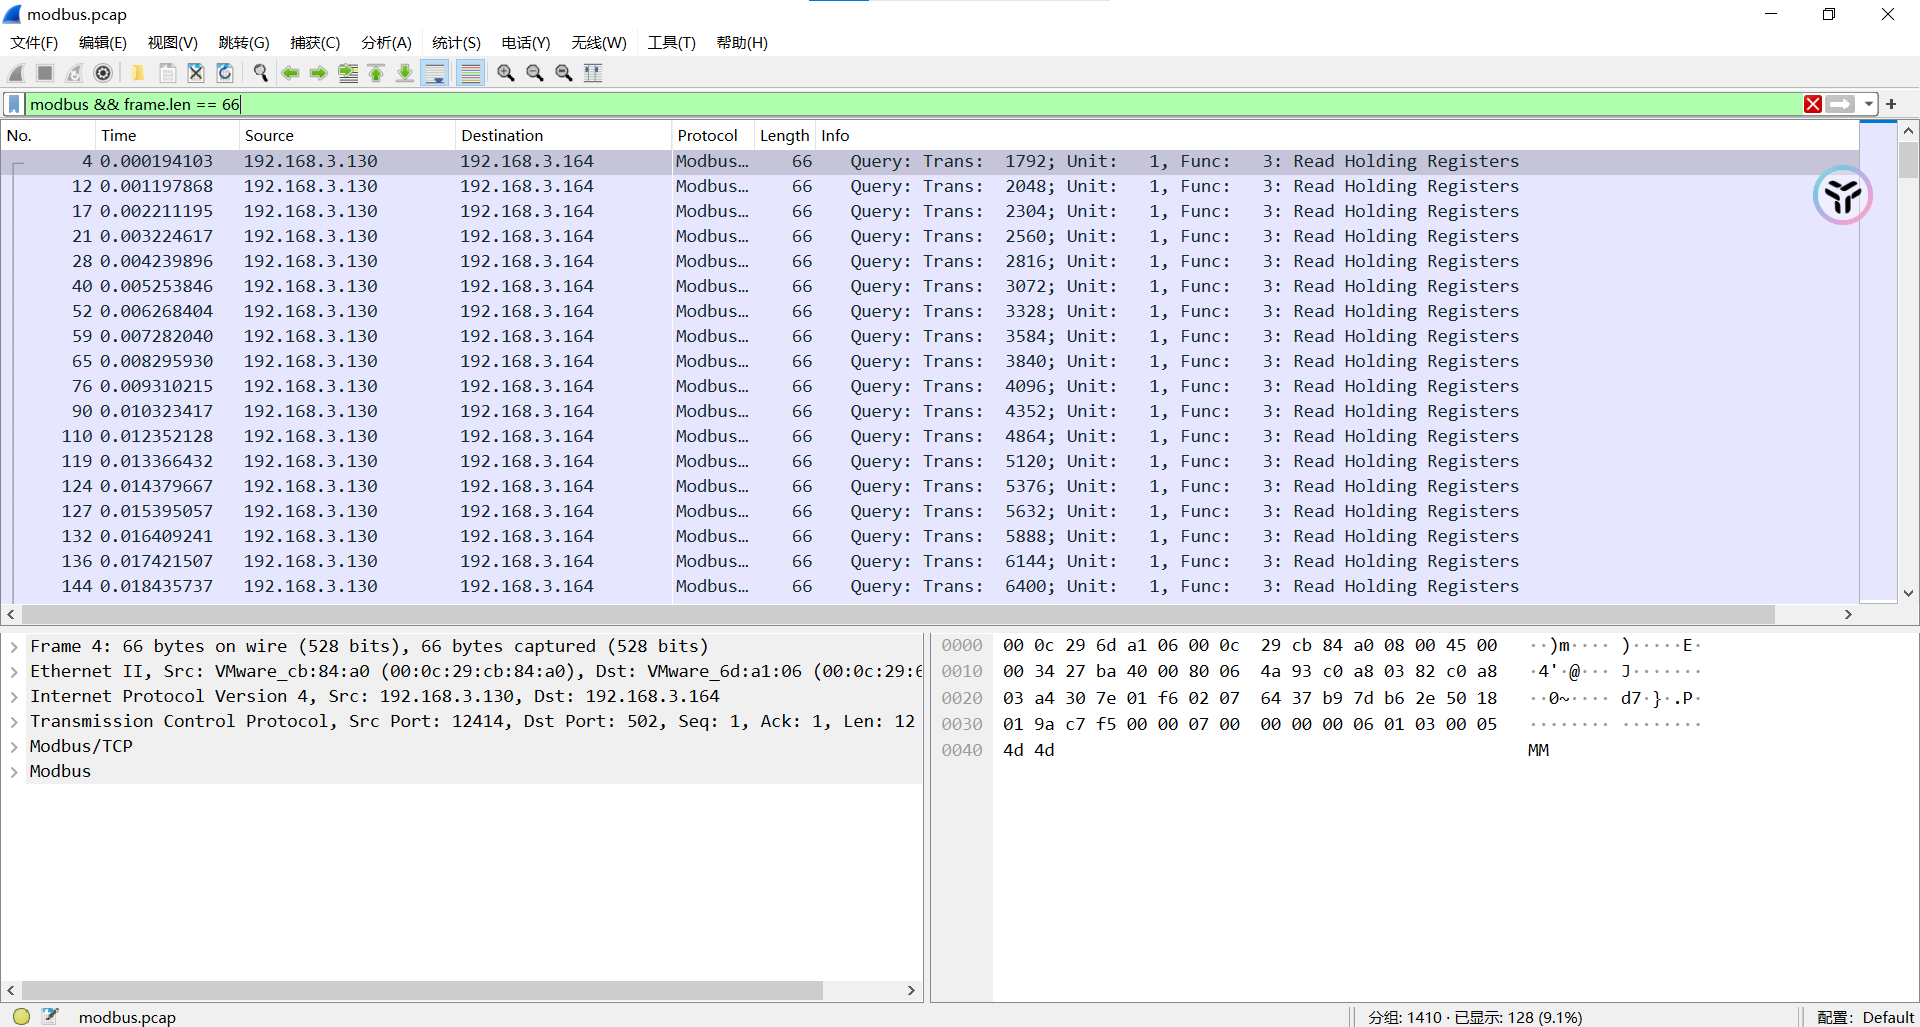 modbus.pcap
文件(F) 编辑(E) 视图(V) 跳转(G) 捕获(C) 分析(A) 统计(S) 电话(Y) 无线(W) 工具(T) 帮助(H)
modbus && frame.len == 66
No. Time Source Destination Protocol Length Info
4 0.000194103 192.168.3.130 192.168.3.164 Modbus… 66 Query: Trans: 1792; Unit: 1, Func: 3: Read Holding Registers
12 0.001197868 192.168.3.130 192.168.3.164 Modbus… 66 Query: Trans: 2048; Unit: 1, Func: 3: Read Holding Registers
17 0.002211195 192.168.3.130 192.168.3.164 Modbus… 66 Query: Trans: 2304; Unit: 1, Func: 3: Read Holding Registers
21 0.003224617 192.168.3.130 192.168.3.164 Modbus… 66 Query: Trans: 2560; Unit: 1, Func: 3: Read Holding Registers
28 0.004239896 192.168.3.130 192.168.3.164 Modbus… 66 Query: Trans: 2816; Unit: 1, Func: 3: Read Holding Registers
40 0.005253846 192.168.3.130 192.168.3.164 Modbus… 66 Query: Trans: 3072; Unit: 1, Func: 3: Read Holding Registers
52 0.006268404 192.168.3.130 192.168.3.164 Modbus… 66 Query: Trans: 3328; Unit: 1, Func: 3: Read Holding Registers
59 0.007282040 192.168.3.130 192.168.3.164 Modbus… 66 Query: Trans: 3584; Unit: 1, Func: 3: Read Holding Registers
65 0.008295930 192.168.3.130 192.168.3.164 Modbus… 66 Query: Trans: 3840; Unit: 1, Func: 3: Read Holding Registers
76 0.009310215 192.168.3.130 192.168.3.164 Modbus… 66 Query: Trans: 4096; Unit: 1, Func: 3: Read Holding Registers
90 0.010323417 192.168.3.130 192.168.3.164 Modbus… 66 Query: Trans: 4352; Unit: 1, Func: 3: Read Holding Registers
110 0.012352128 192.168.3.130 192.168.3.164 Modbus… 66 Query: Trans: 4864; Unit: 1, Func: 3: Read Holding Registers
119 0.013366432 192.168.3.130 192.168.3.164 Modbus… 66 Query: Trans: 5120; Unit: 1, Func: 3: Read Holding Registers
124 0.014379667 192.168.3.130 192.168.3.164 Modbus… 66 Query: Trans: 5376; Unit: 1, Func: 3: Read Holding Registers
127 0.015395057 192.168.3.130 192.168.3.164 Modbus… 66 Query: Trans: 5632; Unit: 1, Func: 3: Read Holding Registers
132 0.016409241 192.168.3.130 192.168.3.164 Modbus… 66 Query: Trans: 5888; Unit: 1, Func: 3: Read Holding Registers
136 0.017421507 192.168.3.130 192.168.3.164 Modbus… 66 Query: Trans: 6144; Unit: 1, Func: 3: Read Holding Registers
144 0.018435737 192.168.3.130 192.168.3.164 Modbus… 66 Query: Trans: 6400; Unit: 1, Func: 3: Read Holding Registers
Frame 4: 66 bytes on wire (528 bits), 66 bytes captured (528 bits)
Ethernet II, Src: VMware_cb:84:a0 (00:0c:29:cb:84:a0), Dst: VMware_6d:a1:06 (00:0c:29:6
Internet Protocol Version 4, Src: 192.168.3.130, Dst: 192.168.3.164
Transmission Control Protocol, Src Port: 12414, Dst Port: 502, Seq: 1, Ack: 1, Len: 12
Modbus/TCP
Modbus
0000 00 0c 29 6d a1 06 00 0c 29 cb 84 a0 08 00 45 00 ··)m···· )·····E·
0010 00 34 27 ba 40 00 80 06 4a 93 c0 a8 03 82 c0 a8 ·4'·@··· J·······
0020 03 a4 30 7e 01 f6 02 07 64 37 b9 7d b6 2e 50 18 ··0~···· d7·}·.P·
0030 01 9a c7 f5 00 00 07 00 00 00 00 06 01 03 00 05 ········ ········
0040 4d 4d MM
modbus.pcap 分组: 1410 · 已显示: 128 (9.1%) 配置: Default